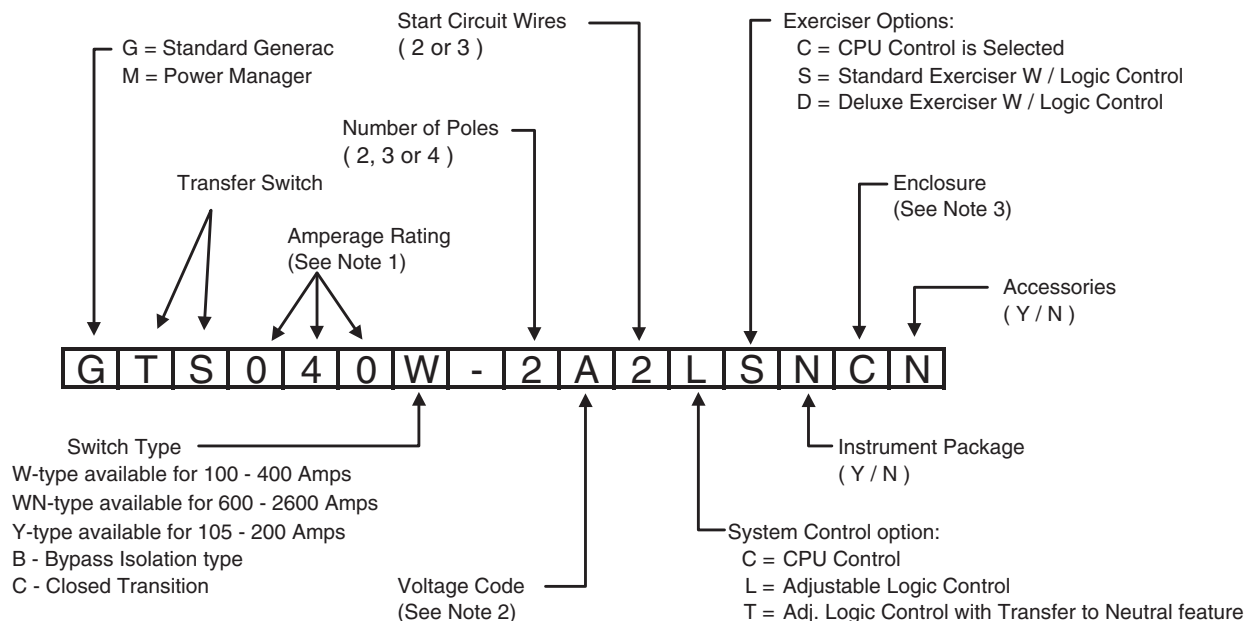 G = Standard Generac
M = Power Manager
Start Circuit Wires
( 2 or 3 )
Exerciser Options:
C = CPU Control is Selected
S = Standard Exerciser W / Logic Control
D = Deluxe Exerciser W / Logic Control
Number of Poles
( 2, 3 or 4 )
Transfer Switch
Enclosure
(See Note 3)
Amperage Rating
(See Note 1)
Accessories
( Y / N )
G T S 0 4 0 W - 2 A 2 L S N C N
Switch Type
W-type available for 100 - 400 Amps
WN-type available for 600 - 2600 Amps
Y-type available for 105 - 200 Amps
B - Bypass Isolation type
C - Closed Transition
Voltage Code
(See Note 2)
Instrument Package
( Y / N )
System Control option:
C = CPU Control
L = Adjustable Logic Control
T = Adj. Logic Control with Transfer to Neutral feature